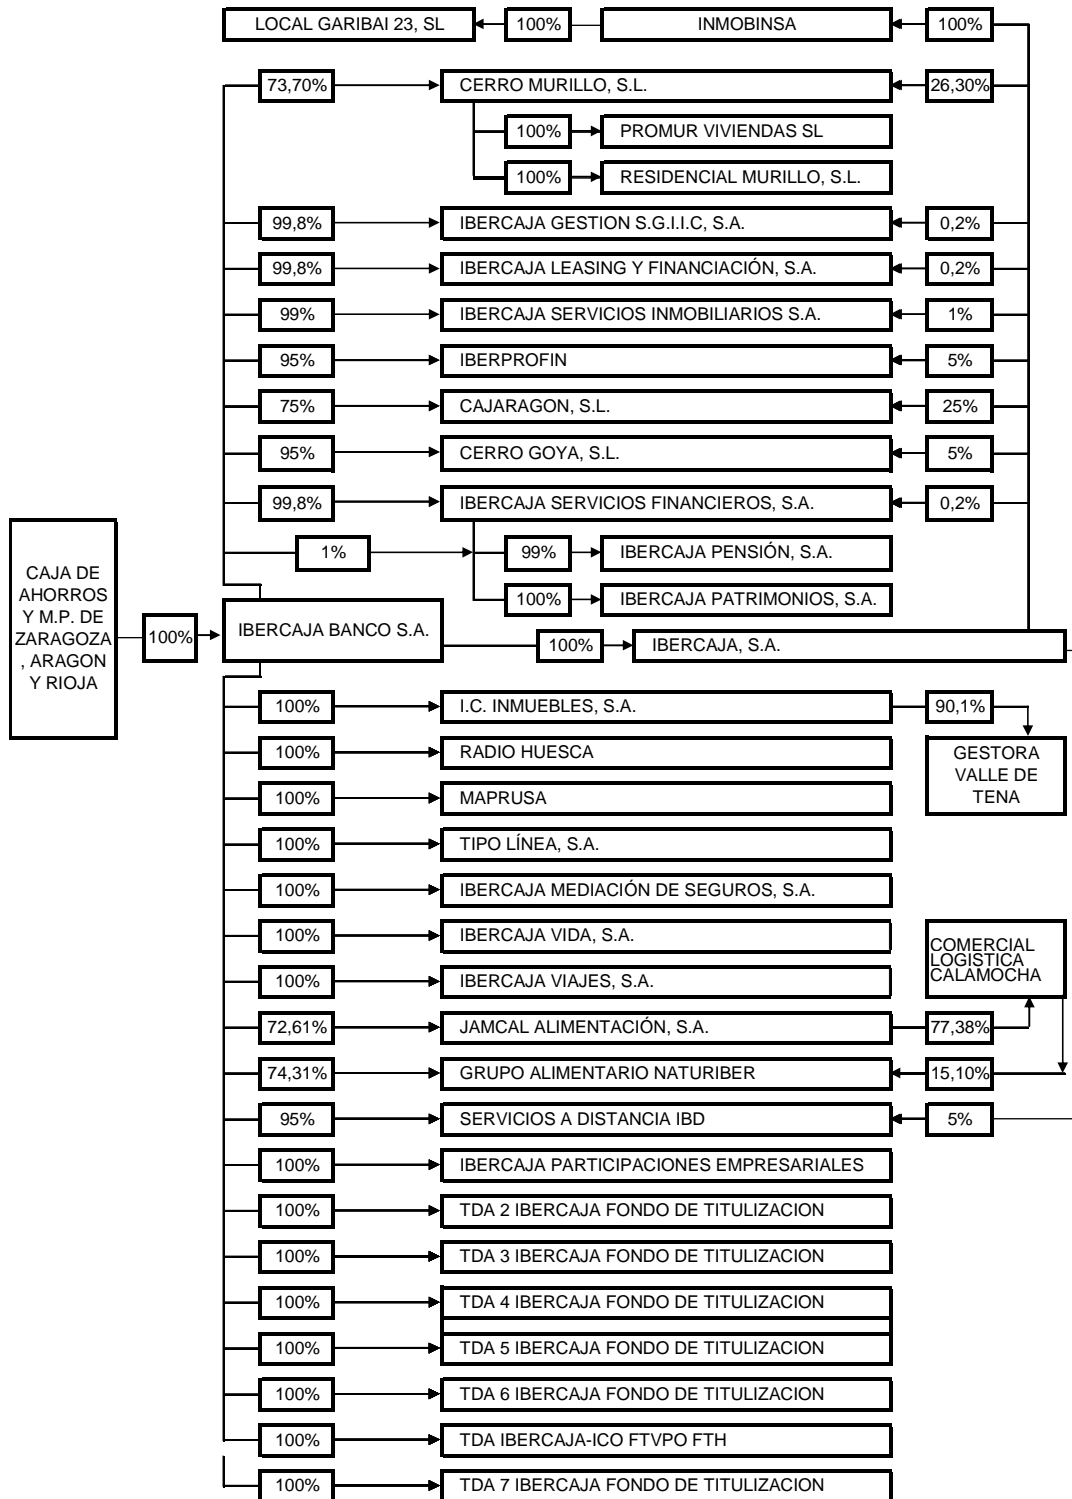 LOCAL GARIBAI 23, SL 100% INMOBINSA 100%
73,70% CERRO MURILLO, S.L. 26,30%
100% PROMUR VIVIENDAS SL
100% RESIDENCIAL MURILLO, S.L.
99,8% IBERCAJA GESTION S.G.I.I.C, S.A. 0,2%
99,8% IBERCAJA LEASING Y FINANCIACIÓN, S.A. 0,2%
99% IBERCAJA SERVICIOS INMOBILIARIOS S.A. 1%
95% IBERPROFIN 5%
75% CAJARAGON, S.L. 25%
95% CERRO GOYA, S.L. 5%
99,8% IBERCAJA SERVICIOS FINANCIEROS, S.A. 0,2%
1% 99% IBERCAJA PENSIÓN, S.A.
100% IBERCAJA PATRIMONIOS, S.A.
CAJA DE
AHORROS
Y M.P. DE
ZARAGOZA
, ARAGON
Y RIOJA
100% IBERCAJA BANCO S.A. 100% IBERCAJA, S.A.
100% I.C. INMUEBLES, S.A. 90,1%
GESTORA
VALLE DE
TENA
100% RADIO HUESCA
100% MAPRUSA
100% TIPO LÍNEA, S.A.
100% IBERCAJA MEDIACIÓN DE SEGUROS, S.A.
100% IBERCAJA VIDA, S.A.
COMERCIAL
LOGISTICA
CALAMOCHA
100% IBERCAJA VIAJES, S.A.
72,61% JAMCAL ALIMENTACIÓN, S.A. 77,38%
74,31% GRUPO ALIMENTARIO NATURIBER 15,10%
95% SERVICIOS A DISTANCIA IBD 5%
100% IBERCAJA PARTICIPACIONES EMPRESARIALES
100% TDA 2 IBERCAJA FONDO DE TITULIZACION
100% TDA 3 IBERCAJA FONDO DE TITULIZACION
100% TDA 4 IBERCAJA FONDO DE TITULIZACION
100% TDA 5 IBERCAJA FONDO DE TITULIZACION
100% TDA 6 IBERCAJA FONDO DE TITULIZACION
100% TDA IBERCAJA-ICO FTVPO FTH
100% TDA 7 IBERCAJA FONDO DE TITULIZACION